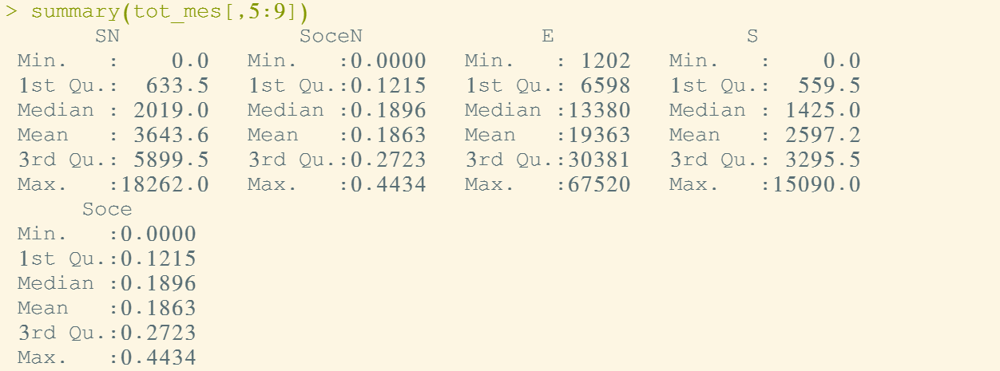 > summary(tot_mes[,5:9])
SN SoceN E S
Min. : 0.0 Min. :0.0000 Min. : 1202 Min. : 0.0
1st Qu.: 633.5 1st Qu.:0.1215 1st Qu.: 6598 1st Qu.: 559.5
Median : 2019.0 Median :0.1896 Median :13380 Median : 1425.0
Mean : 3643.6 Mean :0.1863 Mean :19363 Mean : 2597.2
3rd Qu.: 5899.5 3rd Qu.:0.2723 3rd Qu.:30381 3rd Qu.: 3295.5
Max. :18262.0 Max. :0.4434 Max. :67520 Max. :15090.0
Soce
Min. :0.0000
1st Qu.:0.1215
Median :0.1896
Mean :0.1863
3rd Qu.:0.2723
Max. :0.4434